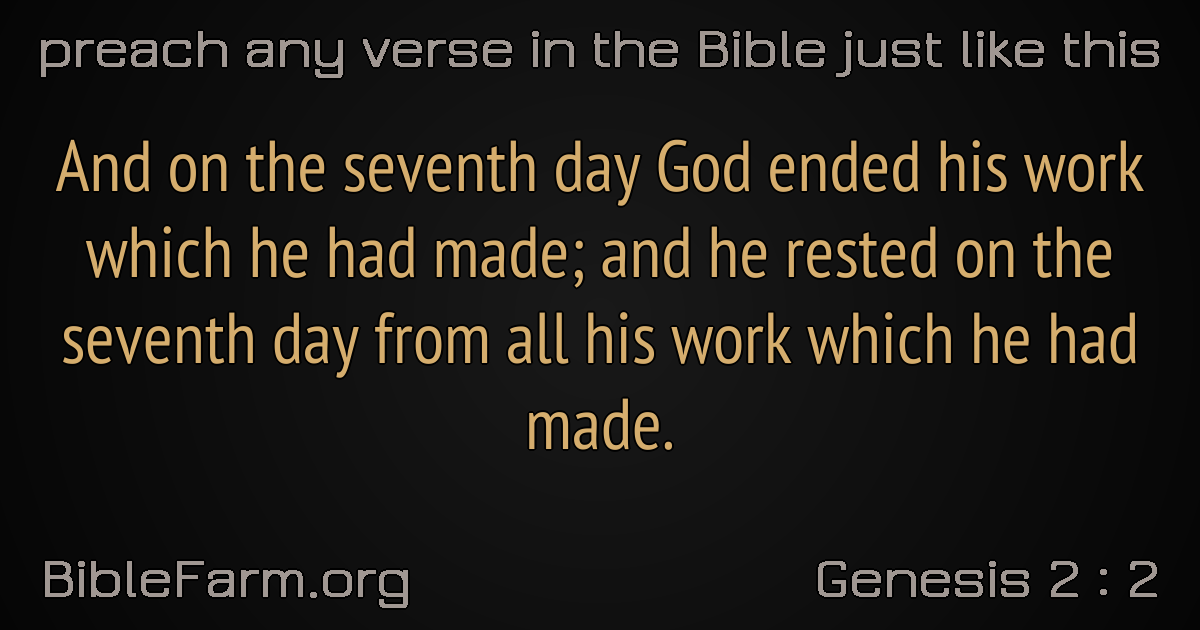 preach any verse in the Bible just like this
And on the seventh day God ended his work
which he had made; and he rested on the
seventh day from all his work which he had
made.
BibleFarm.org
Genesis 2 : 2